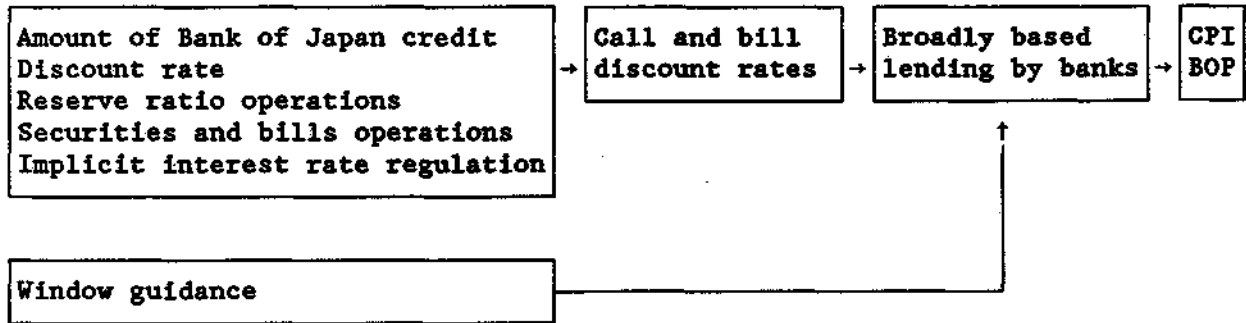 Amount of Bank of Japan credit
Discount rate
Reserve ratio operations
Securities and bills operations
Implicit interest rate regulation
→
Call and bill
discount rates
→
Broadly based
lending by banks
→
CPI
BOP
Window guidance